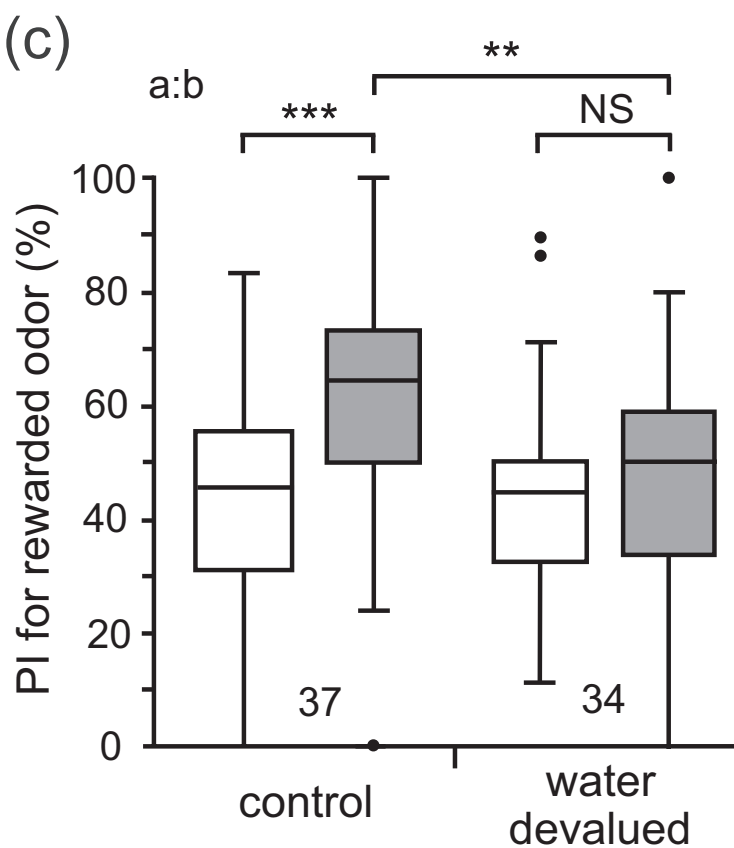 (c)
**
a:b
***
NS
100
80
60
40
20
0
PI for rewarded odor (%)
37
34
control
water
devalued